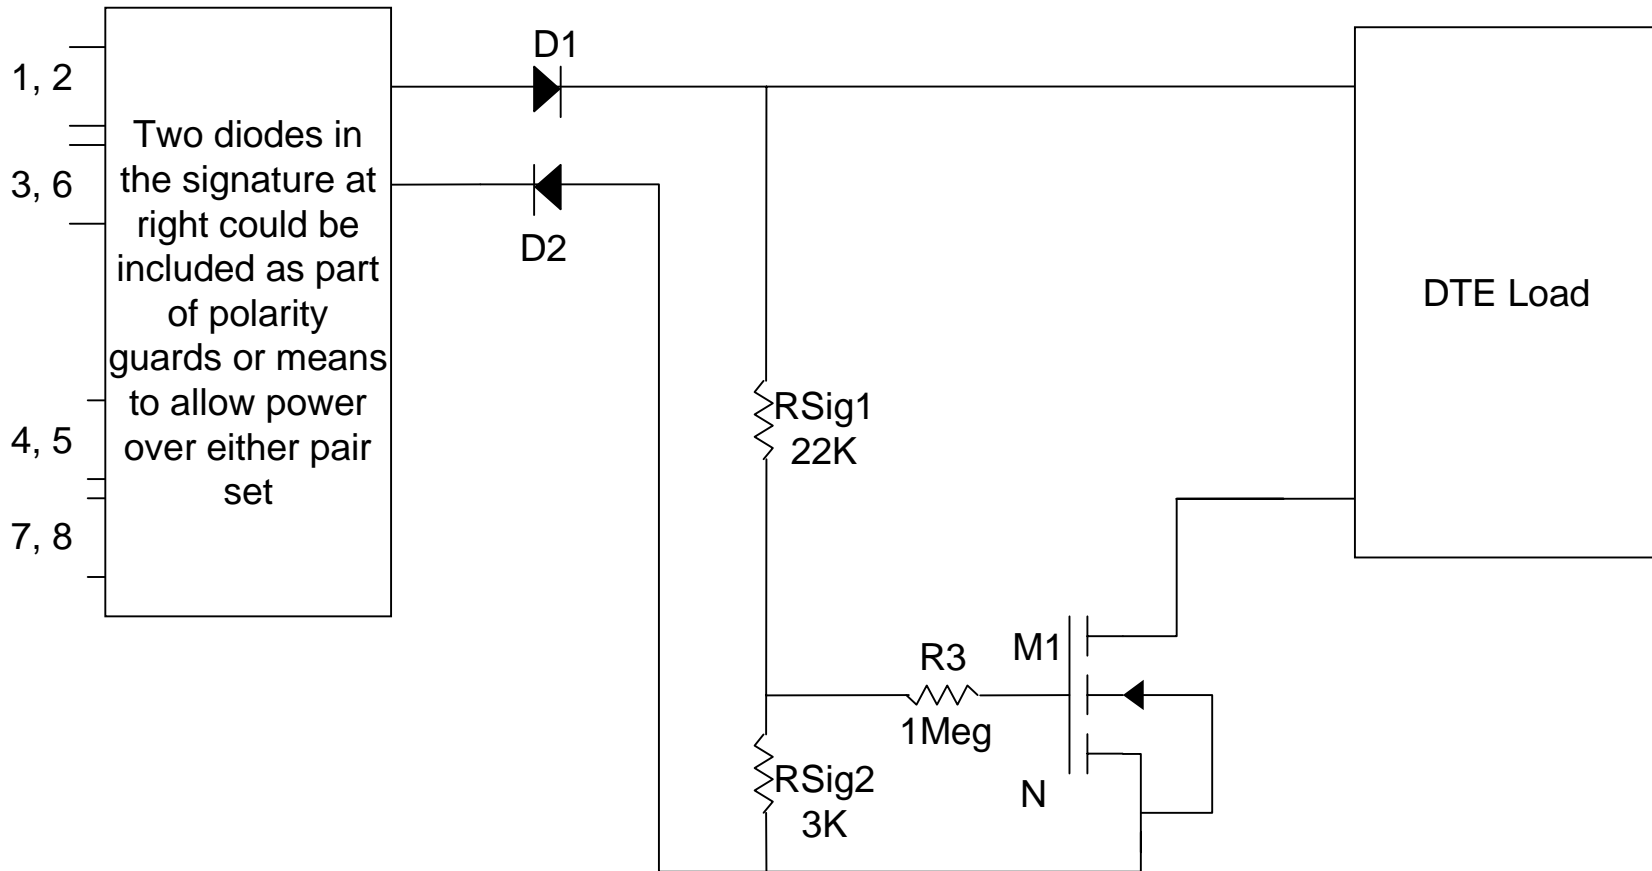 1, 2
3, 6
4, 5
7, 8
Two diodes in
the signature at
right could be
included as part
of polarity
guards or means
to allow power
over either pair
set
D1
D2
RSig1
22K
R3
1Meg
RSig2
3K
M1
N
DTE Load